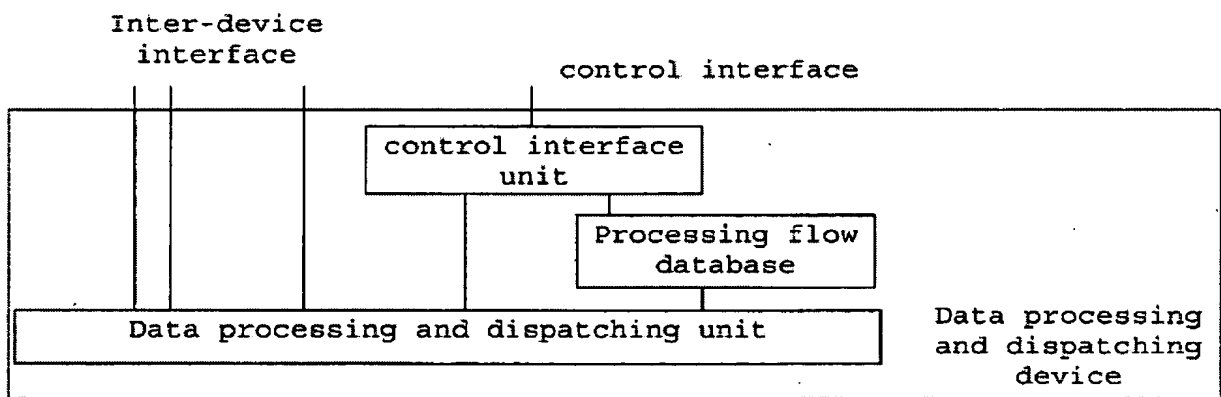 Inter-device
interface
control interface
control interface
unit
Processing flow
database
Data processing and dispatching unit
Data processing
and dispatching
device